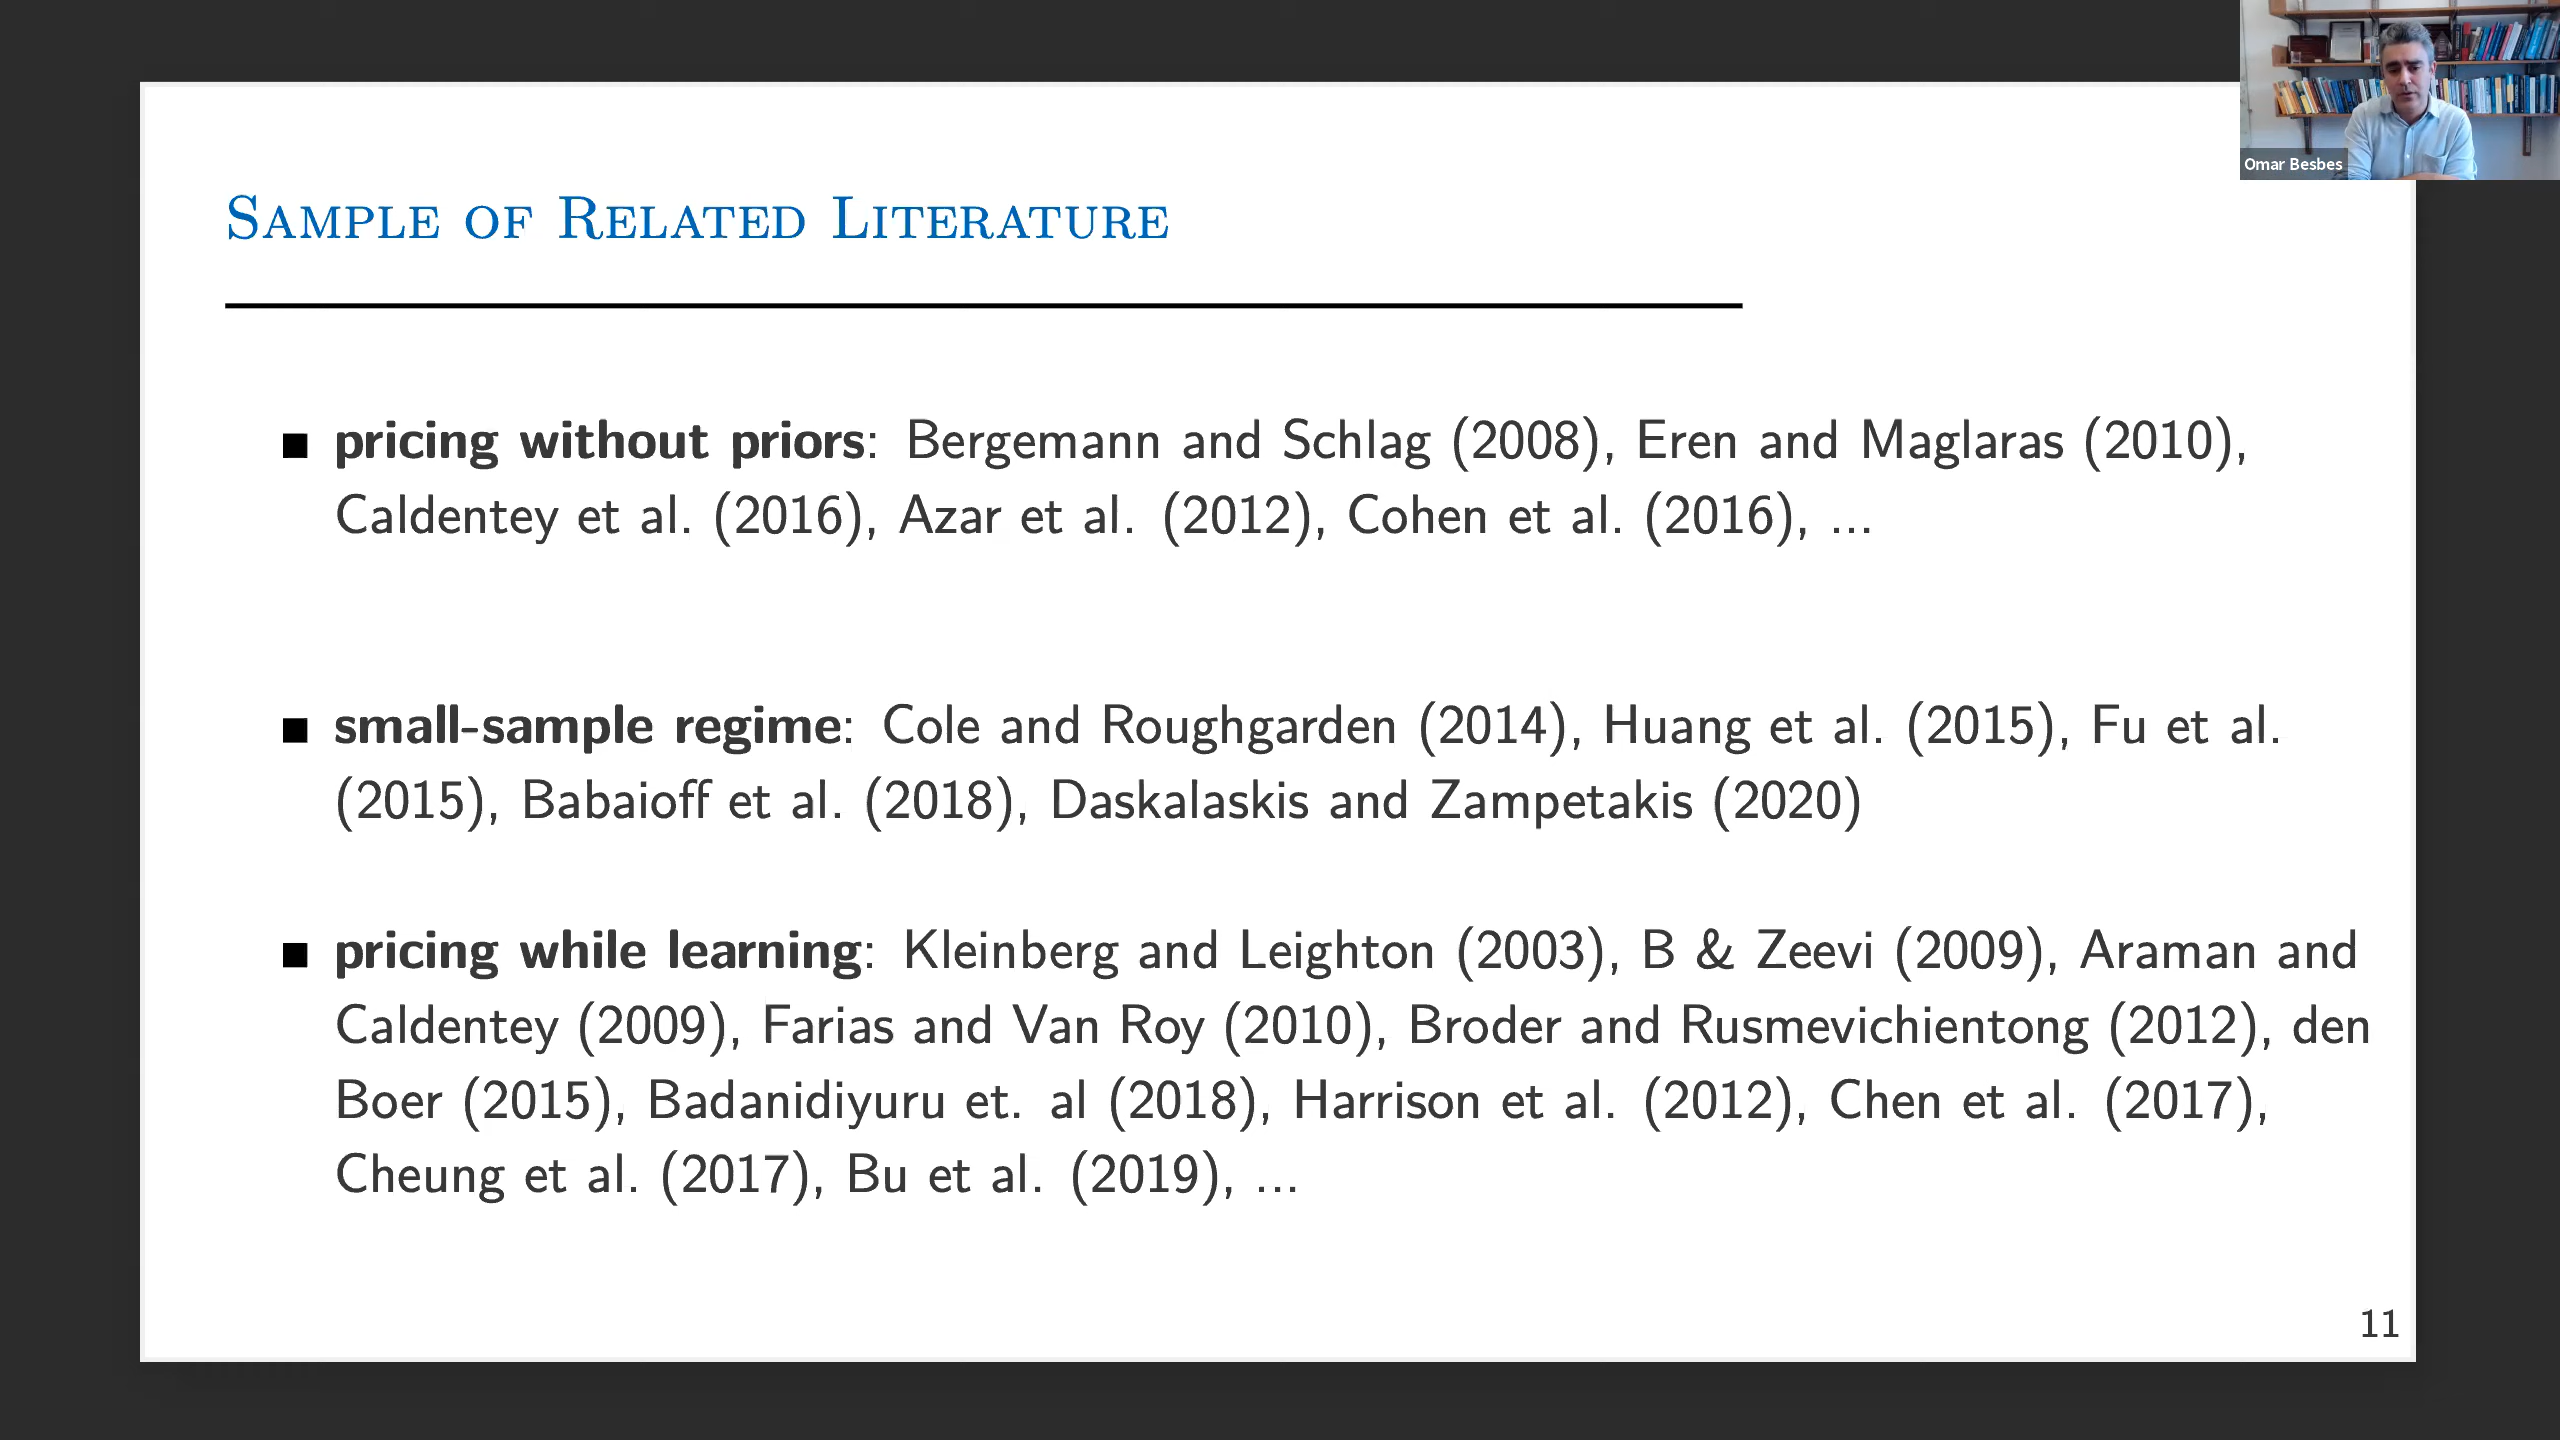 Omar Besbes
Sample of Related Literature
■ pricing without priors: Bergemann and Schlag (2008), Eren and Maglaras (2010),
Caldentey et al. (2016), Azar et al. (2012), Cohen et al. (2016), ...
■ small-sample regime: Cole and Roughgarden (2014), Huang et al. (2015), Fu et al.
(2015), Babaioff et al. (2018), Daskalaskis and Zampetakis (2020)
■ pricing while learning: Kleinberg and Leighton (2003), B & Zeevi (2009), Araman and
Caldentey (2009), Farias and Van Roy (2010), Broder and Rusmevichientong (2012), den
Boer (2015), Badanidiyuru et. al (2018), Harrison et al. (2012), Chen et al. (2017),
Cheung et al. (2017), Bu et al. (2019), ...
11